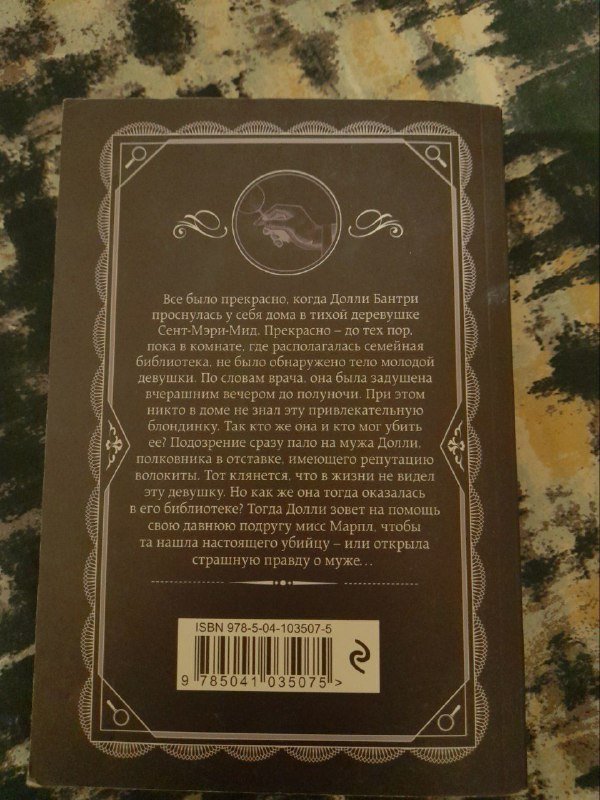 Все было прекрасно, когда Долли Бантри
проснулась у себя дома в тихой деревушке
Сент-Мэри-Мид. Прекрасно – до тех пор,
пока в комнате, где располагалась семейная
библиотека, не было обнаружено тело молодой
девушки. По словам врача, она была задушена
вчерашним вечером до полуночи. При этом
никто в доме не знал эту привлекательную
блондинку. Так кто же она и кто мог убить
ее? Подозрение сразу пало на мужа Долли,
полковника в отставке, имеющего репутацию
волокиты. Тот клянется, что в жизни не видел
эту девушку. Но как же она тогда оказалась
в его библиотеке? Тогда Долли зовет на помощь
свою давнюю подругу мисс Марпл, чтобы
та нашла настоящего убийцу – или открыла
страшную правду о муже…
ISBN 978-5-04-103507-5
9 785041 035075 >